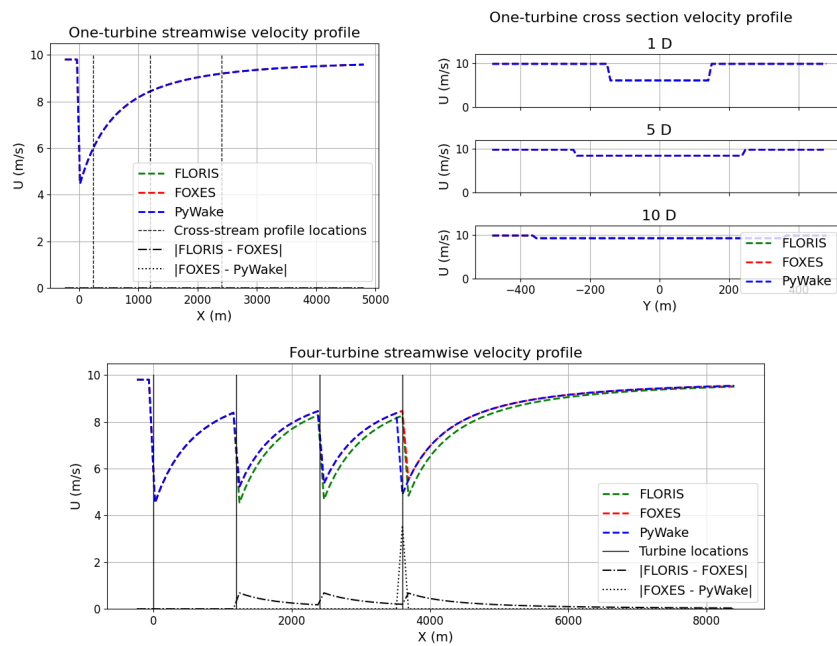 One-turbine streamwise velocity profile
10
8
6
4
2
0
U (m/s)
FLORIS
FOXES
PyWake
Cross-stream profile locations
|FLORIS - FOXES|
|FOXES - PyWake|
0 1000 2000 3000 4000 5000
X (m)
One-turbine cross section velocity profile
1 D
10
0
U (m/s)
5 D
10
0
U (m/s)
10 D
10
0
U (m/s)
FLORIS
FOXES
PyWake
−400 −200 0 200 400
Y (m)
Four-turbine streamwise velocity profile
10
8
6
4
2
0
U (m/s)
FLORIS
FOXES
PyWake
Turbine locations
|FLORIS - FOXES|
|FOXES - PyWake|
0 2000 4000 6000 8000
X (m)